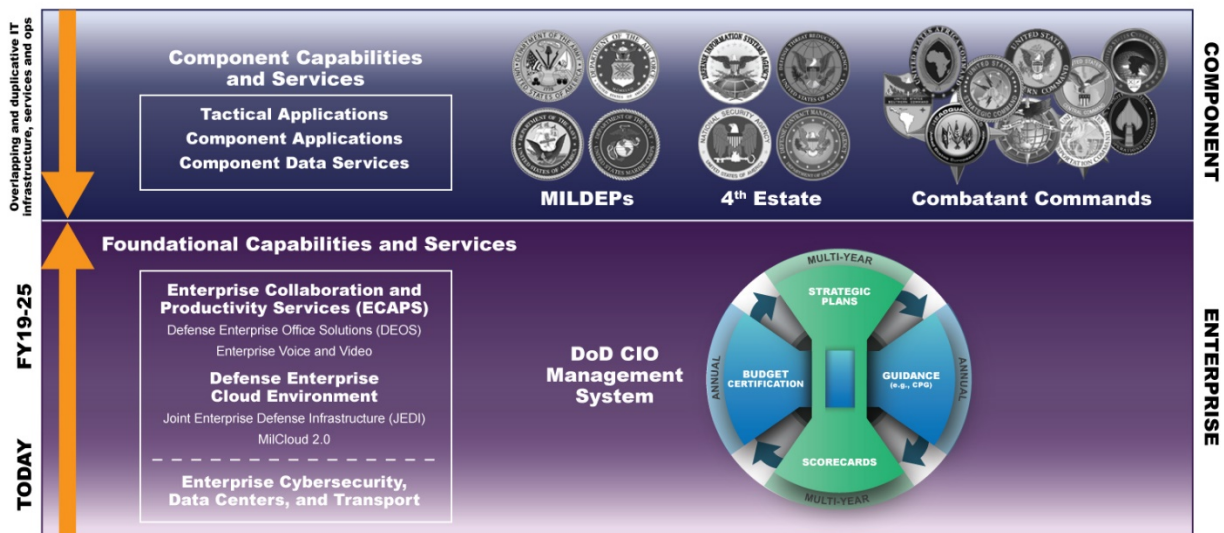 Overlapping and duplicative IT
infrastructure, services and ops
Component Capabilities
and Services
Tactical Applications
Component Applications
Component Data Services
MILDEPs
4th Estate
Combatant Commands
COMPONENT
Foundational Capabilities and Services
FY19-25
TODAY
Enterprise Collaboration and
Productivity Services (ECAPS)
Defense Enterprise Office Solutions (DEOS)
Enterprise Voice and Video
Defense Enterprise
Cloud Environment
Joint Enterprise Defense Infrastructure (JEDI)
MilCloud 2.0
Enterprise Cybersecurity,
Data Centers, and Transport
DoD CIO
Management
System
MULTI-YEAR
STRATEGIC
PLANS
ANNUAL
BUDGET
CERTIFICATION
GUIDANCE
(e.g., CPG)
ANNUAL
SCORECARDS
MULTI-YEAR
ENTERPRISE